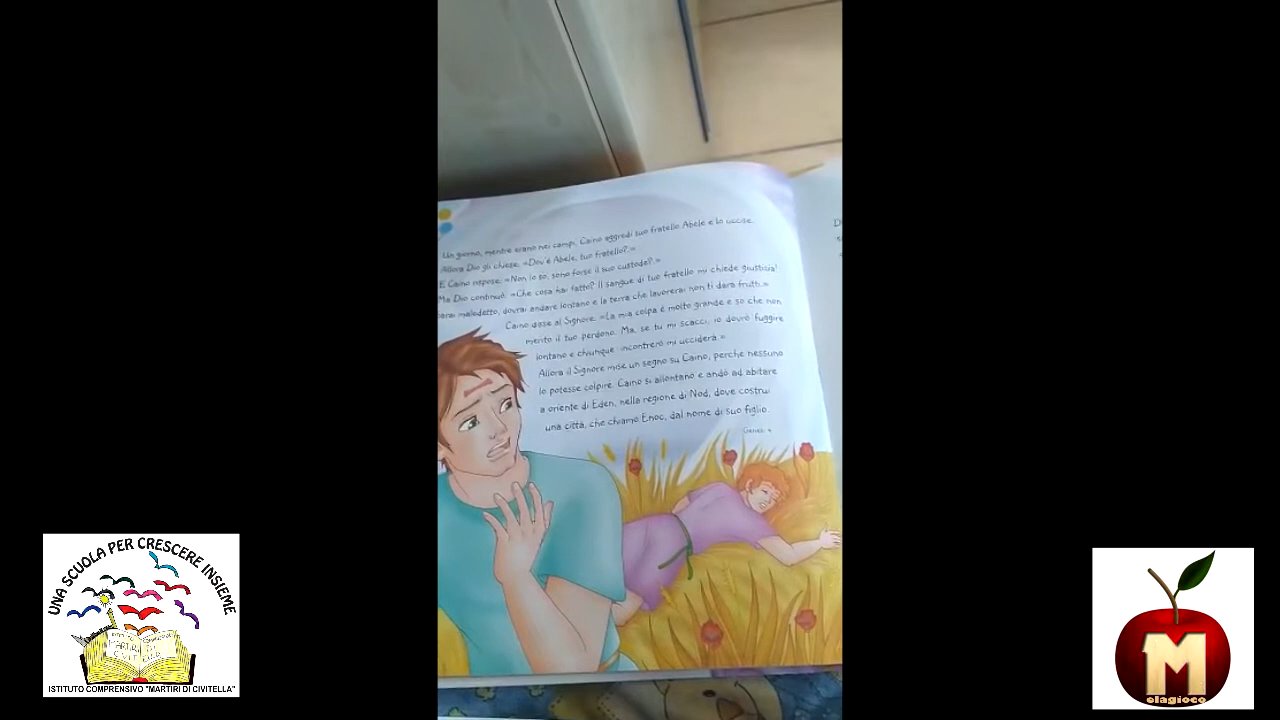 Un giorno, mentre erano nei campi, Caino aggredì suo fratello Abele e lo uccise.
Allora Dio gli chiese: «Dov'è Abele, tuo fratello?»
E Caino rispose: «Non lo so, sono forse il suo custode?»
Ma Dio continuò: «Che cosa hai fatto? Il sangue di tuo fratello mi chiede giustizia!
sarai maledetto, dovrai andare lontano e la terra che lavorerai non ti darà frutti.»
Caino disse al Signore: «La mia colpa è molto grande e so che non
merito il tuo perdono. Ma, se tu mi scacci, io dovrò fuggire
lontano e chiunque incontrerò mi ucciderà.»
Allora il Signore mise un segno su Caino, perché nessuno
lo potesse colpire. Caino si allontanò e andò ad abitare
a oriente di Eden, nella regione di Nod, dove costruì
una città, che chiamò Enoc, dal nome di suo figlio.
Genesi 4
UNA SCUOLA PER CRESCERE INSIEME
MARTIRI DI
ISTITUTO COMPRENSIVO "MARTIRI DI CIVITELLA"
M
elagioco